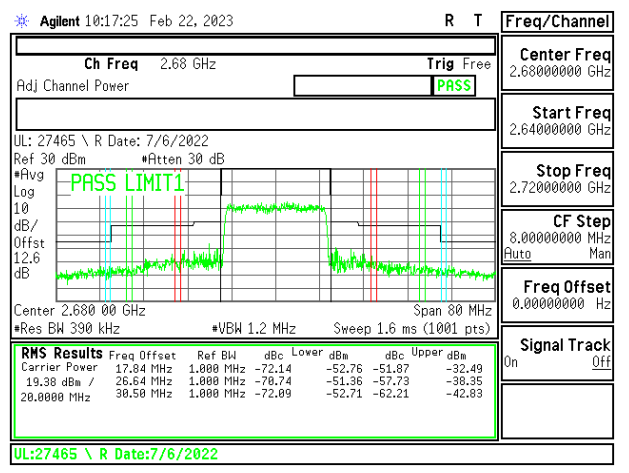 Agilent 10:17:25 Feb 22, 2023 R T
Freq/Channel
Ch Freq 2.68 GHz Trig Free
Adj Channel Power PASS
Center Freq
2.68000000 GHz
Start Freq
2.64000000 GHz
Stop Freq
2.72000000 GHz
CF Step
8.00000000 MHz
Auto Man
Freq Offset
0.00000000 Hz
Signal Track
On Off
UL: 27465 \ R Date: 7/6/2022
Ref 30 dBm #Atten 30 dB
#Avg
Log
10
dB/
Offst
12.6
dB
PASS LIMIT1
Center 2.680 00 GHz Span 80 MHz
#Res BW 390 kHz #VBW 1.2 MHz Sweep 1.6 ms (1001 pts)
RMS Results Freq Offset Ref BW dBc Lower dBm dBc Upper dBm
Carrier Power 17.84 MHz 1.000 MHz -72.14 -52.76 -51.87 -32.49
19.38 dBm / 26.64 MHz 1.000 MHz -70.74 -51.36 -57.73 -38.35
20.0000 MHz 30.50 MHz 1.000 MHz -72.09 -52.71 -62.21 -42.83
UL:27465 \ R Date:7/6/2022